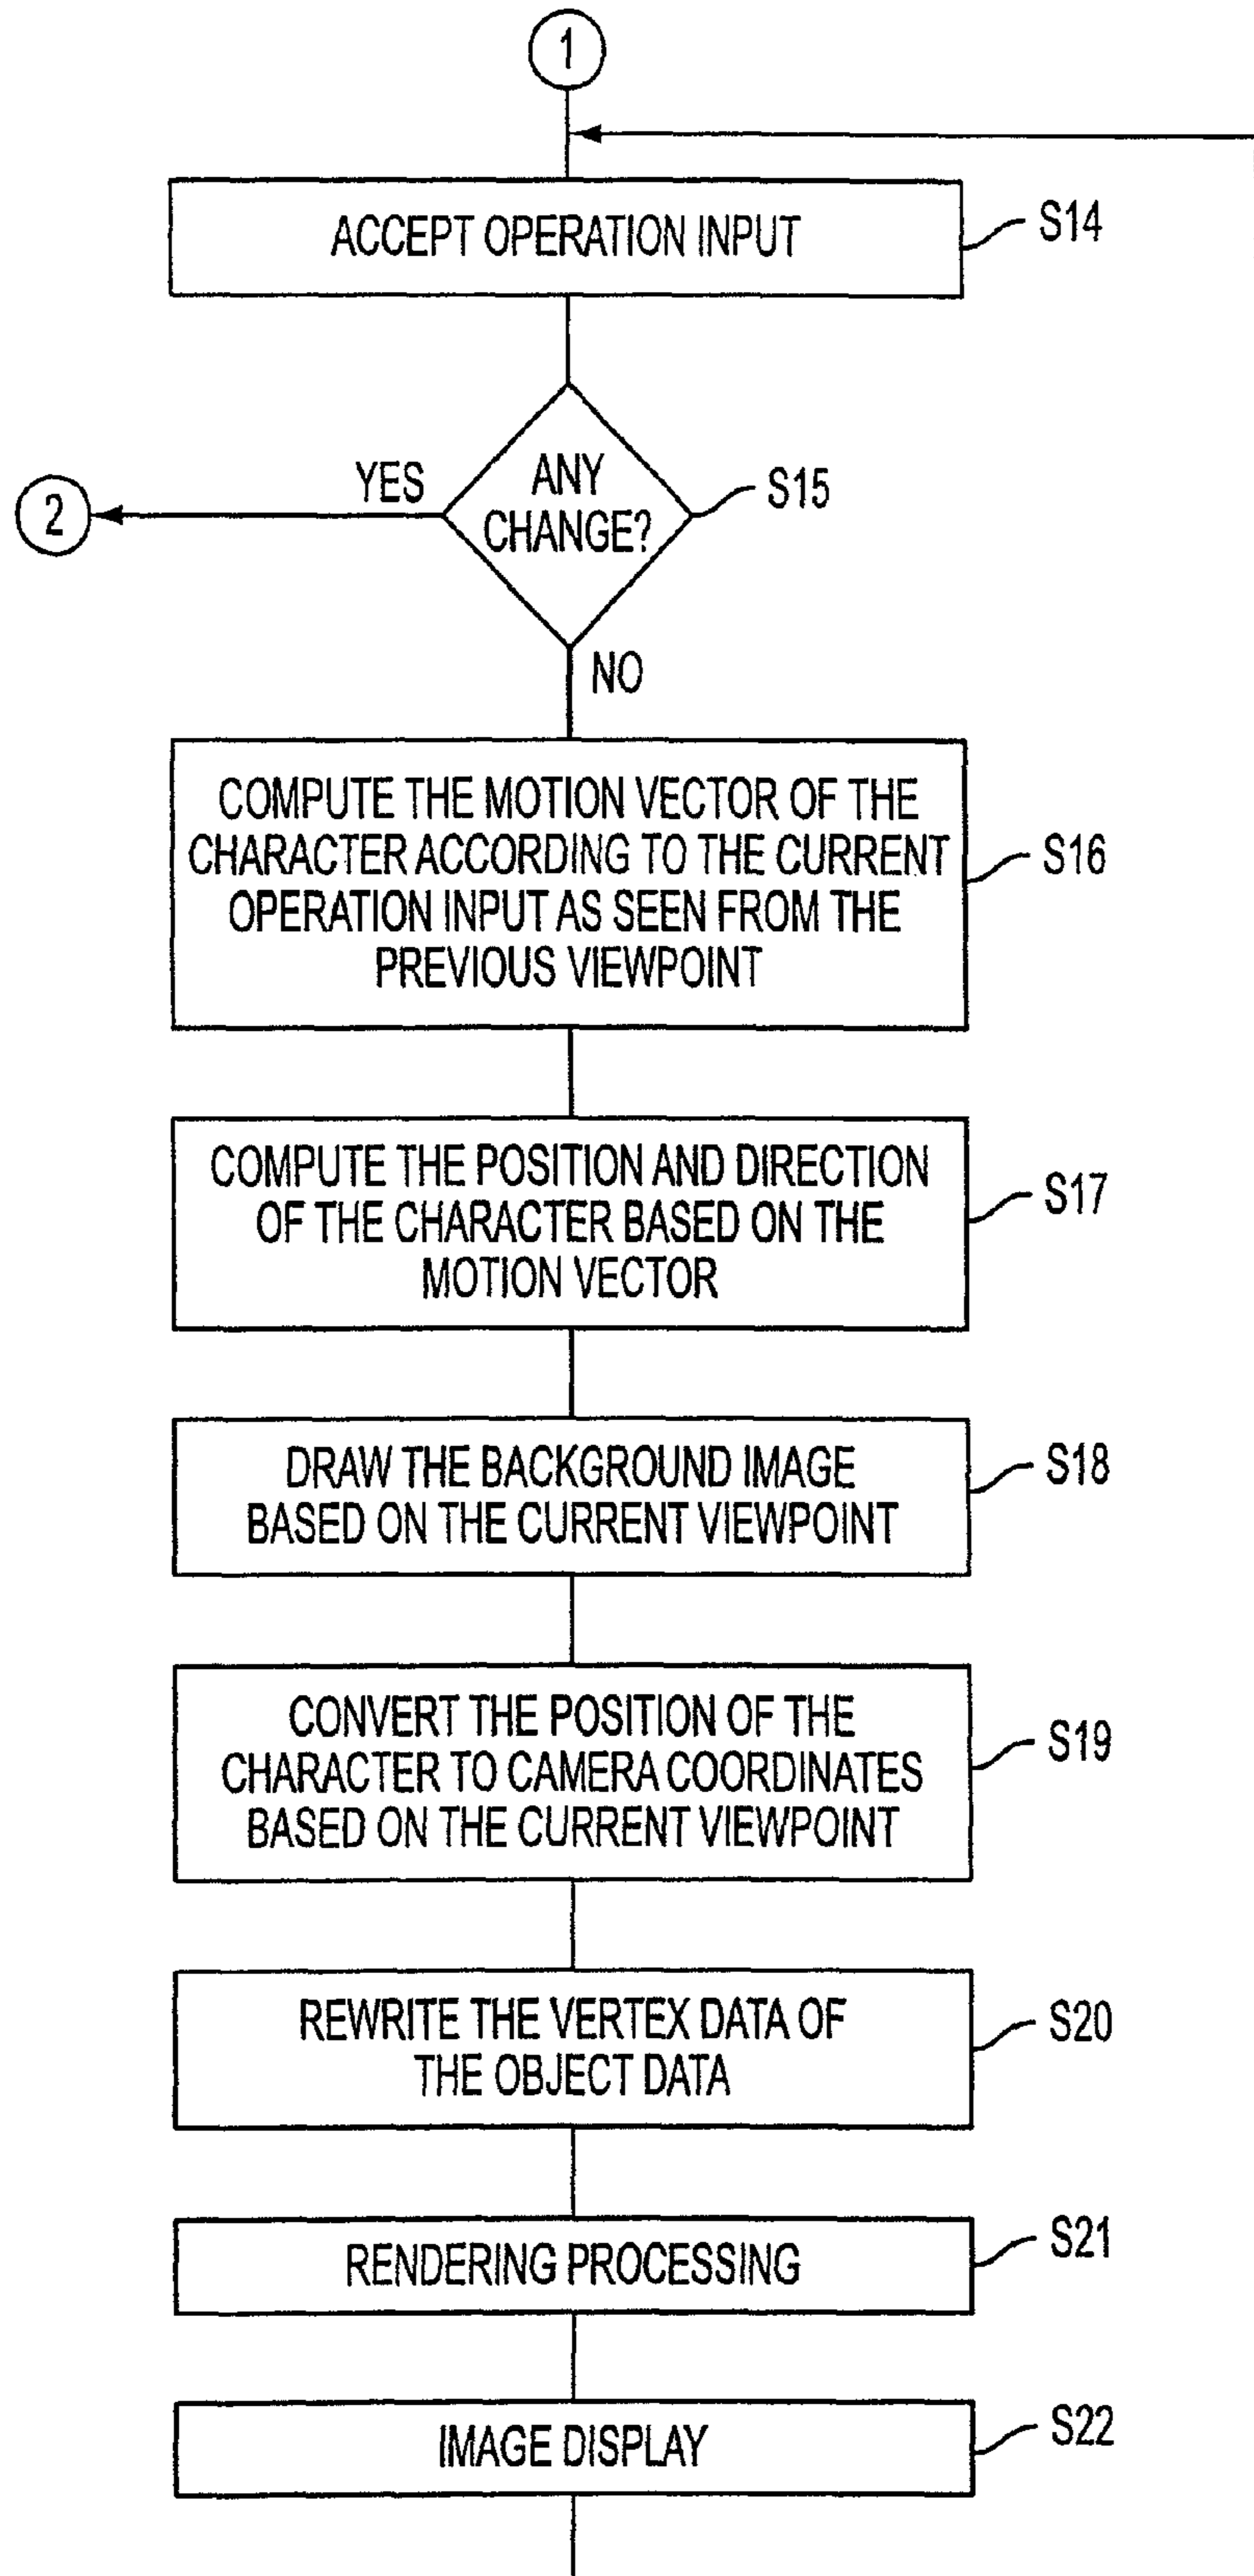 1
ACCEPT OPERATION INPUT
S14
YES
ANY
CHANGE?
S15
2
NO
COMPUTE THE MOTION VECTOR OF THE
CHARACTER ACCORDING TO THE CURRENT
OPERATION INPUT AS SEEN FROM THE
PREVIOUS VIEWPOINT
S16
COMPUTE THE POSITION AND DIRECTION
OF THE CHARACTER BASED ON THE
MOTION VECTOR
S17
DRAW THE BACKGROUND IMAGE
BASED ON THE CURRENT VIEWPOINT
S18
CONVERT THE POSITION OF THE
CHARACTER TO CAMERA COORDINATES
BASED ON THE CURRENT VIEWPOINT
S19
REWRITE THE VERTEX DATA OF
THE OBJECT DATA
S20
RENDERING PROCESSING
S21
IMAGE DISPLAY
S22